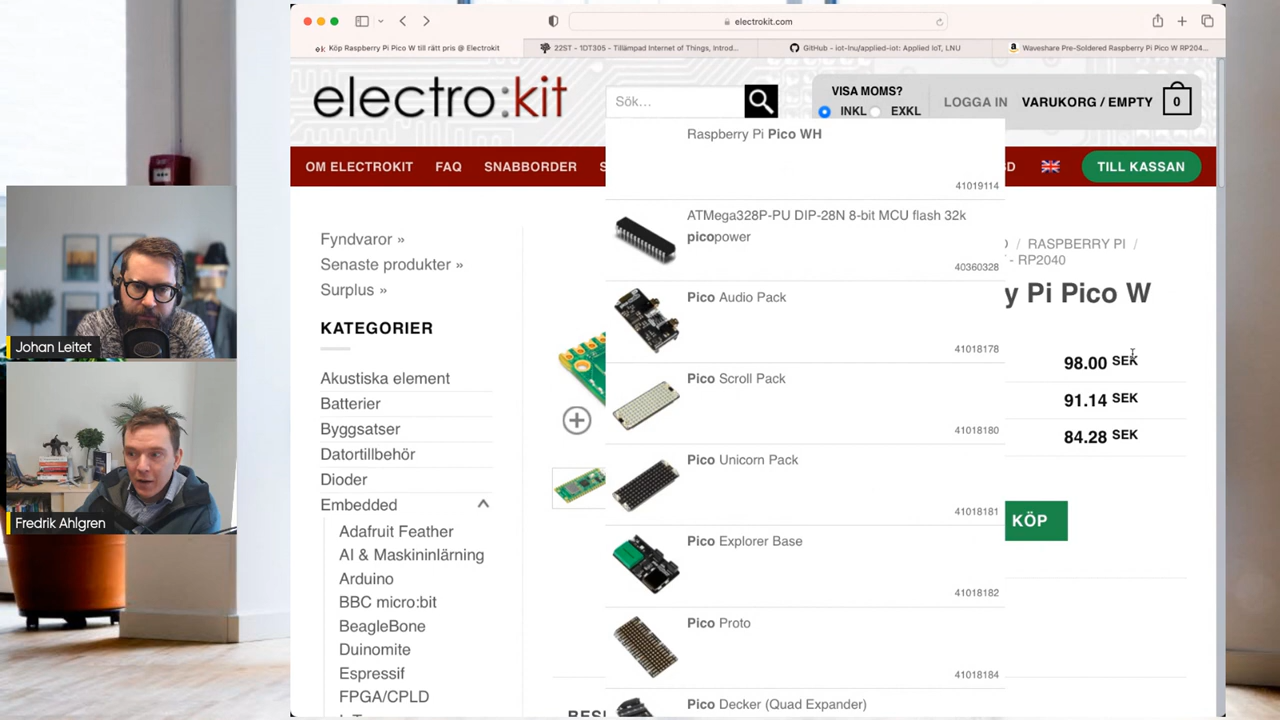 electrokit.com
ek Köp Raspberry Pi Pico W till rätt pris @ Electrokit
22ST - 1DT305 - Tillämpad Internet of Things, Introd...
GitHub - iot-lnu/applied-iot: Applied IoT, LNU
Waveshare Pre-Soldered Raspberry Pi Pico W RP204...
electro:kit
Sök...
VISA MOMS?
INKL
EXKL
LOGGA IN
VARUKORG / EMPTY
0
OM ELECTROKIT
FAQ
SNABBORDER
S
D
TILL KASSAN
Raspberry Pi Pico WH
41019114
ATMega328P-PU DIP-28N 8-bit MCU flash 32k
picopower
40360328
Pico Audio Pack
41018178
Pico Scroll Pack
41018180
Pico Unicorn Pack
41018181
Pico Explorer Base
41018182
Pico Proto
41018184
Pico Decker (Quad Expander)
Fyndvaror »
Senaste produkter »
Surplus »
KATEGORIER
Akustiska element
Batterier
Byggsatser
Datortillbehör
Dioder
Embedded
Adafruit Feather
AI & Maskininlärning
Arduino
BBC micro:bit
BeagleBone
Duinomite
Espressif
FPGA/CPLD
/ RASPBERRY PI /
- RP2040
y Pi Pico W
98.00 SEK
91.14 SEK
84.28 SEK
KÖP
Johan Leitet
Fredrik Ahlgren